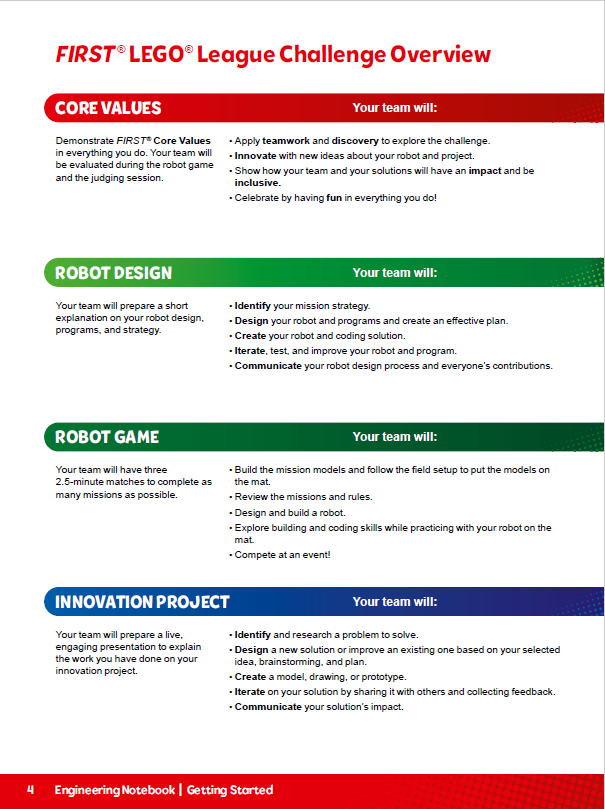 FIRST® LEGO® League Challenge Overview
CORE VALUES
Your team will:
Demonstrate FIRST® Core Values
in everything you do. Your team will
be evaluated during the robot game
and the judging session.
• Apply teamwork and discovery to explore the challenge.
• Innovate with new ideas about your robot and project.
• Show how your team and your solutions will have an impact and be
inclusive.
• Celebrate by having fun in everything you do!
ROBOT DESIGN
Your team will:
Your team will prepare a short
explanation on your robot design,
programs, and strategy.
• Identify your mission strategy.
• Design your robot and programs and create an effective plan.
• Create your robot and coding solution.
• Iterate, test, and improve your robot and program.
• Communicate your robot design process and everyone's contributions.
ROBOT GAME
Your team will:
Your team will have three
2.5-minute matches to complete as
many missions as possible.
• Build the mission models and follow the field setup to put the models on
the mat.
• Review the missions and rules.
• Design and build a robot.
• Explore building and coding skills while practicing with your robot on the
mat.
• Compete at an event!
INNOVATION PROJECT
Your team will:
Your team will prepare a live,
engaging presentation to explain
the work you have done on your
innovation project.
• Identify and research a problem to solve.
• Design a new solution or improve an existing one based on your selected
idea, brainstorming, and plan.
• Create a model, drawing, or prototype.
• Iterate on your solution by sharing it with others and collecting feedback.
• Communicate your solution's impact.
4 Engineering Notebook | Getting Started